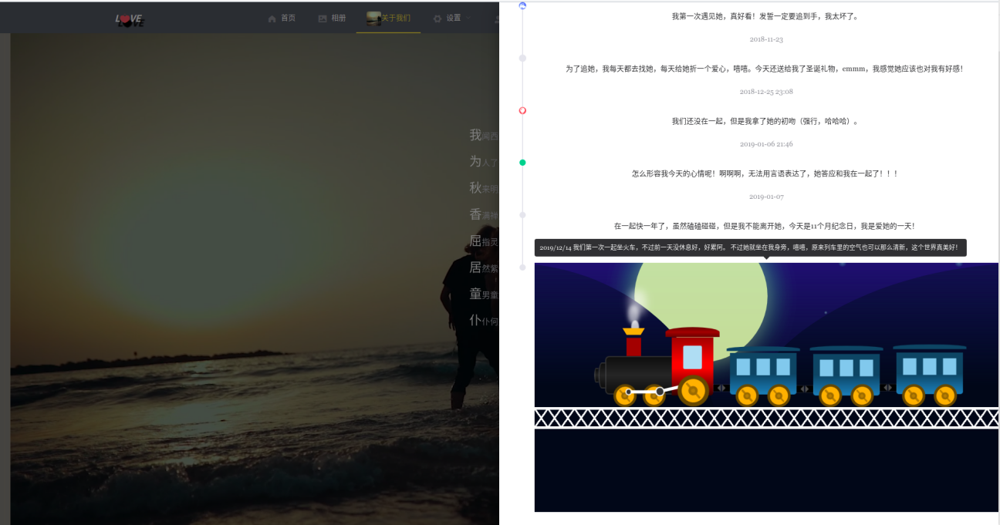 LOVE
LOVE
首页
相册
关于我们
设置
我闻西
为人了
秋来明
香满禅
屈指灵
居然紫
童男童
仆仆何
我第一次遇见她，真好看！发誓一定要追到手，我太坏了。
2018-11-23
为了追她，我每天都去找她，每天给她折一个爱心，嘻嘻。今天还送给我了圣诞礼物，emmm，我感觉她应该也对我有好感！
2018-12-25 23:08
我们还没在一起，但是我拿了她的初吻（强行，哈哈哈）。
2019-01-06 21:46
怎么形容我今天的心情呢！啊啊啊，无法用言语表达了，她答应和我在一起了！！！
2019-01-07
在一起快一年了，虽然磕磕碰碰，但是我不能离开她，今天是11个月纪念日，我是爱她的一天！
2019/12/14 我们第一次一起坐火车，不过前一天没休息好，好累阿。 不过她就坐在我身旁，嘻嘻，原来列车里的空气也可以那么清新，这个世界真美好！